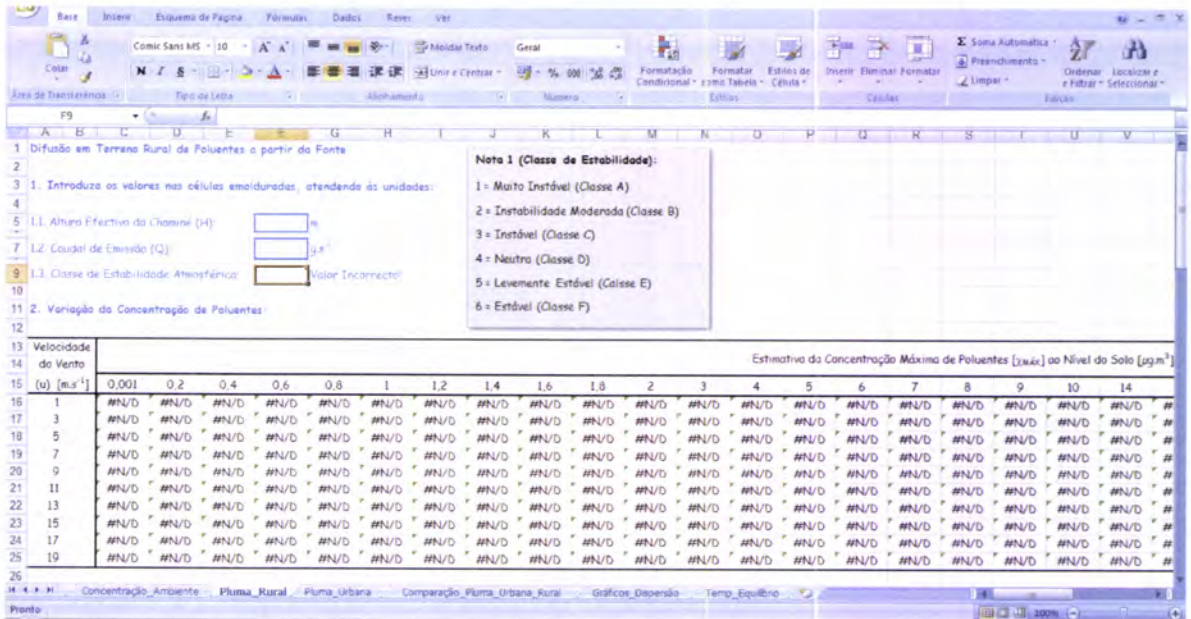 Base Inserir Esquema de Página Fórmulas Dados Rever Ver
Colar
Comic Sans MS 10
N I S
Moldar Texto
Unir e Centrar
Geral
% 000
Formatação Condicional
Formatar como Tabela
Estilos de Célula
Inserir Eliminar Formatar
Σ Soma Automática
Preenchimento
Limpar
Ordenar e Filtrar
Localizar e Seleccionar
Área de Transferência Tipo de Letra Alinhamento Número Estilos Células Edição
F9 fx
A B C D E F G H I J K L M N O P Q R S T U V
1 Difusão em Terreno Rural de Poluentes a partir da Fonte
2
3 1. Introduza os valores nas células emolduradas, atendendo às unidades:
4
5 1.1. Altura Efectiva da Chaminé (H): m
7 1.2. Caudal de Emissão (Q): g.s⁻¹
9 1.3. Classe de Estabilidade Atmosférica: Valor Incorrecto!
10
11 2. Variação da Concentração de Poluentes:
12
Nota 1 (Classe de Estabilidade):
1 = Muito Instável (Classe A)
2 = Instabilidade Moderada (Classe B)
3 = Instável (Classe C)
4 = Neutra (Classe D)
5 = Levemente Estável (Calsse E)
6 = Estável (Classe F)
13 Velocidade
14 do Vento Estimativa da Concentração Máxima de Poluentes [χmáx] ao Nível do Solo [μg.m³]
15 (u) [m.s⁻¹] 0,001 0,2 0,4 0,6 0,8 1 1,2 1,4 1,6 1,8 2 3 4 5 6 7 8 9 10 14
16 1 #N/D #N/D #N/D #N/D #N/D #N/D #N/D #N/D #N/D #N/D #N/D #N/D #N/D #N/D #N/D #N/D #N/D #N/D #N/D #N/D #
17 3 #N/D #N/D #N/D #N/D #N/D #N/D #N/D #N/D #N/D #N/D #N/D #N/D #N/D #N/D #N/D #N/D #N/D #N/D #N/D #N/D #
18 5 #N/D #N/D #N/D #N/D #N/D #N/D #N/D #N/D #N/D #N/D #N/D #N/D #N/D #N/D #N/D #N/D #N/D #N/D #N/D #N/D #
19 7 #N/D #N/D #N/D #N/D #N/D #N/D #N/D #N/D #N/D #N/D #N/D #N/D #N/D #N/D #N/D #N/D #N/D #N/D #N/D #N/D #
20 9 #N/D #N/D #N/D #N/D #N/D #N/D #N/D #N/D #N/D #N/D #N/D #N/D #N/D #N/D #N/D #N/D #N/D #N/D #N/D #N/D #
21 11 #N/D #N/D #N/D #N/D #N/D #N/D #N/D #N/D #N/D #N/D #N/D #N/D #N/D #N/D #N/D #N/D #N/D #N/D #N/D #N/D #
22 13 #N/D #N/D #N/D #N/D #N/D #N/D #N/D #N/D #N/D #N/D #N/D #N/D #N/D #N/D #N/D #N/D #N/D #N/D #N/D #N/D #
23 15 #N/D #N/D #N/D #N/D #N/D #N/D #N/D #N/D #N/D #N/D #N/D #N/D #N/D #N/D #N/D #N/D #N/D #N/D #N/D #N/D #
24 17 #N/D #N/D #N/D #N/D #N/D #N/D #N/D #N/D #N/D #N/D #N/D #N/D #N/D #N/D #N/D #N/D #N/D #N/D #N/D #N/D #
25 19 #N/D #N/D #N/D #N/D #N/D #N/D #N/D #N/D #N/D #N/D #N/D #N/D #N/D #N/D #N/D #N/D #N/D #N/D #N/D #N/D #
26
Concentração_Ambiente Pluma_Rural Pluma_Urbana Comparação_Pluma_Urbana_Rural Gráficos_Dispersão Temp_Equilíbrio
Pronto 100%